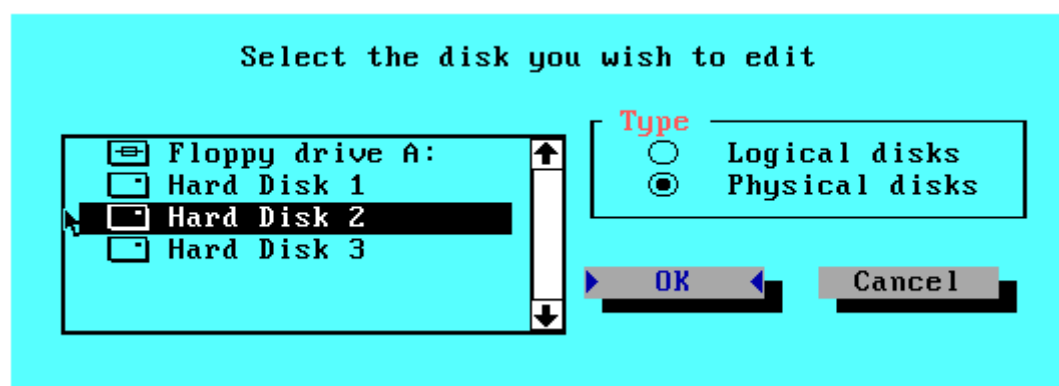 Select the disk you wish to edit
Floppy drive A:
Hard Disk 1
Hard Disk 2
Hard Disk 3
Type
Logical disks
Physical disks
OK
Cancel